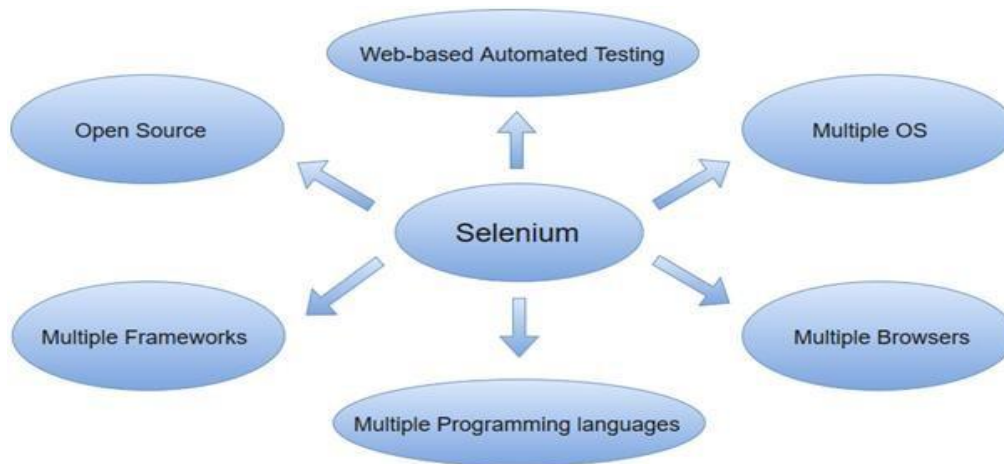 Web-based Automated Testing
Open Source
Multiple OS
Selenium
Multiple Frameworks
Multiple Browsers
Multiple Programming languages